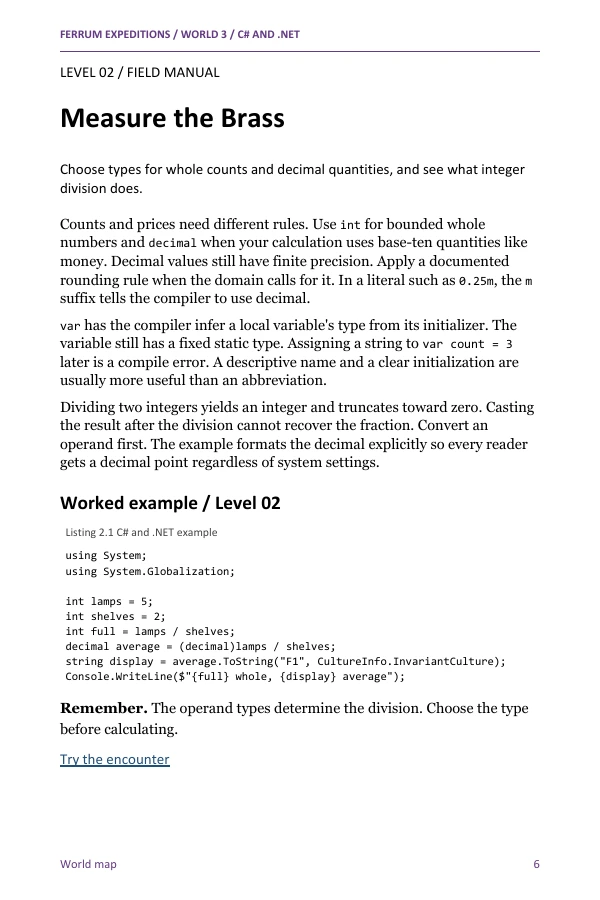 FERRUM EXPEDITIONS / WORLD 3 / C# AND .NET
LEVEL 02 / FIELD MANUAL
Measure the Brass
Choose types for whole counts and decimal quantities, and see what integer
division does.
Counts and prices need different rules. Use int for bounded whole
numbers and decimal when your calculation uses base-ten quantities like
money. Decimal values still have finite precision. Apply a documented
rounding rule when the domain calls for it. In a literal such as 0.25m, the m
suffix tells the compiler to use decimal.
var has the compiler infer a local variable's type from its initializer. The
variable still has a fixed static type. Assigning a string to var count = 3
later is a compile error. A descriptive name and a clear initialization are
usually more useful than an abbreviation.
Dividing two integers yields an integer and truncates toward zero. Casting
the result after the division cannot recover the fraction. Convert an
operand first. The example formats the decimal explicitly so every reader
gets a decimal point regardless of system settings.
Worked example / Level 02
Listing 2.1 C# and .NET example
using System;
using System.Globalization;
int lamps = 5;
int shelves = 2;
int full = lamps / shelves;
decimal average = (decimal)lamps / shelves;
string display = average.ToString("F1", CultureInfo.InvariantCulture);
Console.WriteLine($"{full} whole, {display} average");
Remember. The operand types determine the division. Choose the type
before calculating.
Try the encounter
World map 6